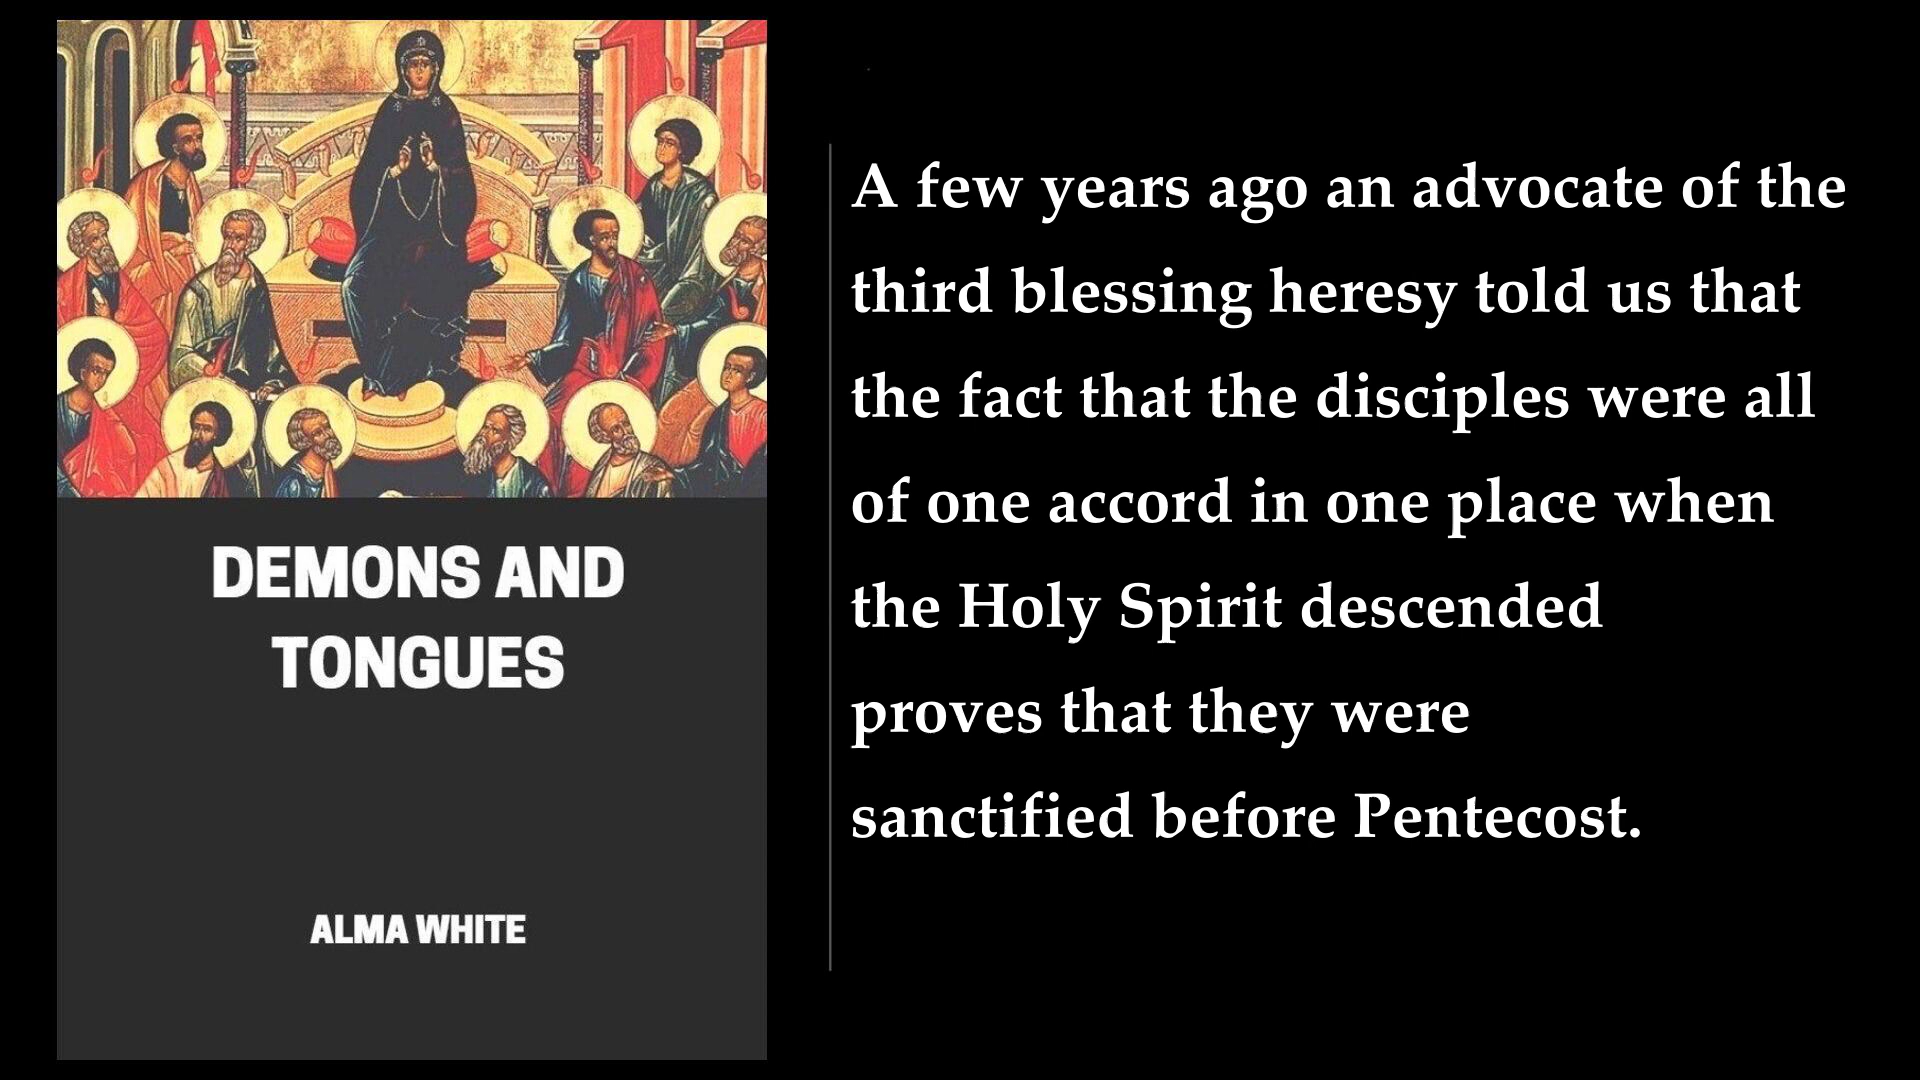 DEMONS AND
TONGUES
ALMA WHITE
A few years ago an advocate of the
third blessing heresy told us that
the fact that the disciples were all
of one accord in one place when
the Holy Spirit descended
proves that they were
sanctified before Pentecost.